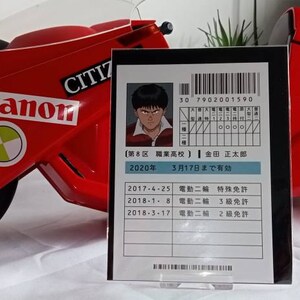 CITIZ
anon
30 790200 1590
(第8区 職業高校) 金田 正太郎
2020年 3月17日まで有効
2017-4-25 電動二輪 特殊免許
2018-1-8 電動二輪 3級免許
2018-3-17 電動二輪 2級免許